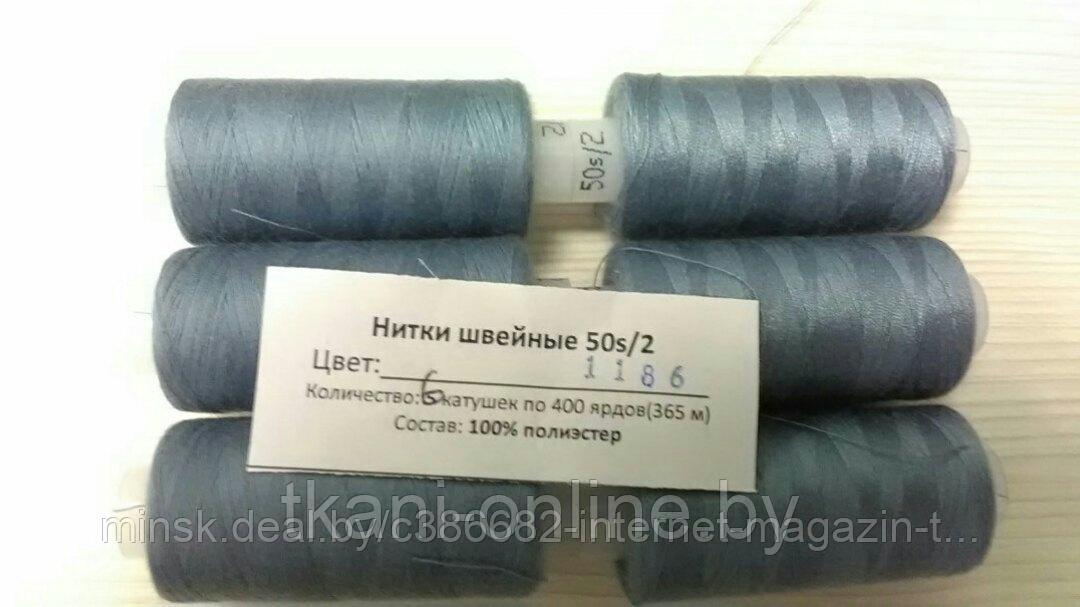 50s/2
Нитки швейные 50s/2
Цвет: 1186
Количество: 6 катушек по 400 ярдов(365 м)
Состав: 100% полиэстер
tkani-online.by
minsk.deal.by/c386682-internet-magazin-t...